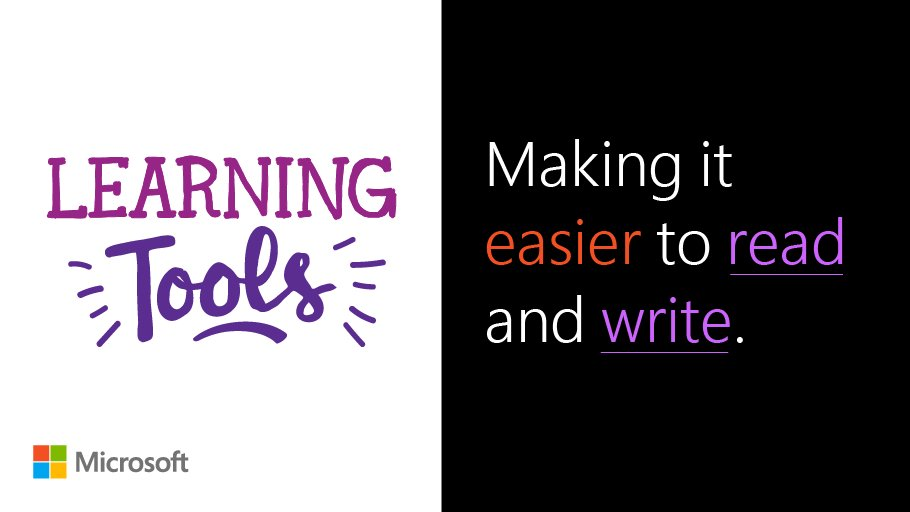 LEARNING
Tools
Microsoft
Making it
easier to read
and write.